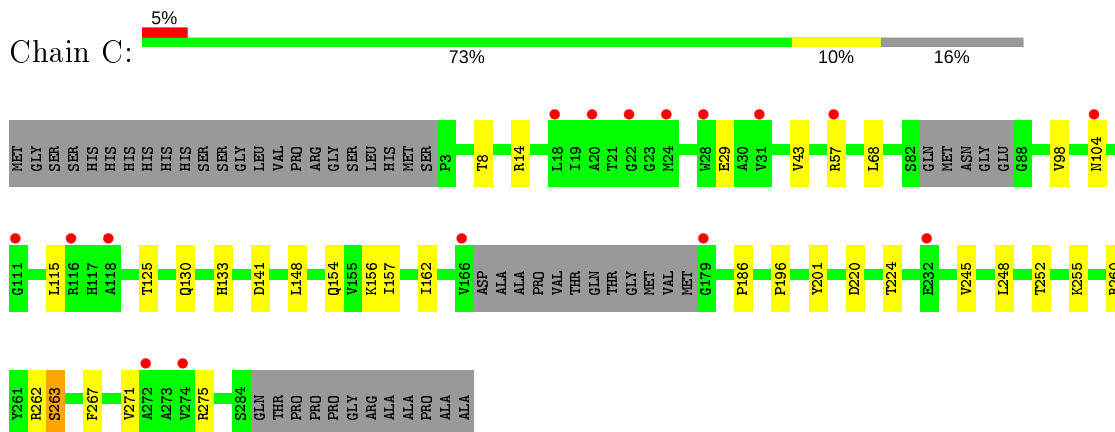 5%
Chain C:
73% 10% 16%
MET GLY SER SER HIS HIS HIS HIS HIS HIS SER SER GLY LEU VAL PRO ARG GLY SER LEU HIS MET SER P3 T8 R14 L18 I19 A20 T21 G22 G23 M24 W28 E29 A30 V31 V43 R57 L68 S82 GLN MET ASN GLY GLU G88 V98 N104
G111 L115 R116 H117 A118 T125 Q130 H133 D141 L148 Q154 V155 K156 I157 I162 V166 ASP ALA ALA PRO VAL THR GLN THR GLY MET VAL MET G179 P186 P196 Y201 D220 T224 E232 V245 L248 T252 K255 R260
Y261 R262 S263 F267 V271 A272 A273 V274 R275 S284 GLN THR PRO PRO PRO GLY ARG ALA ALA PRO ALA ALA